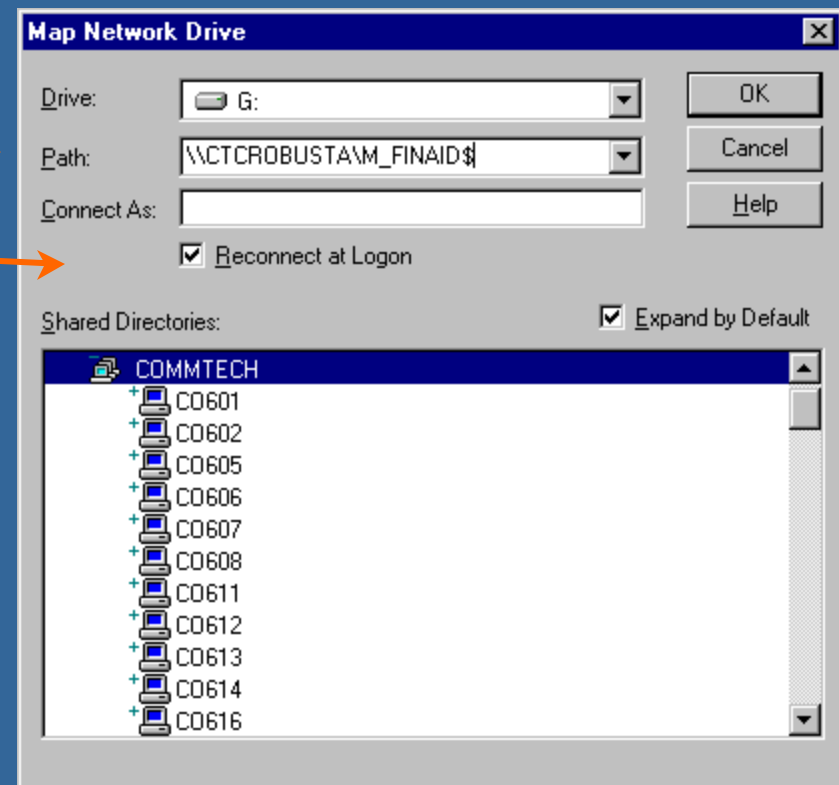 Map Network Drive
Drive: G: OK
Path: \\CTCROBUSTA\M_FINAID$ Cancel
Connect As: Help
Reconnect at Logon
Shared Directories: Expand by Default
COMMTECH
CO601
CO602
CO605
CO606
CO607
CO608
CO611
CO612
CO613
CO614
CO616